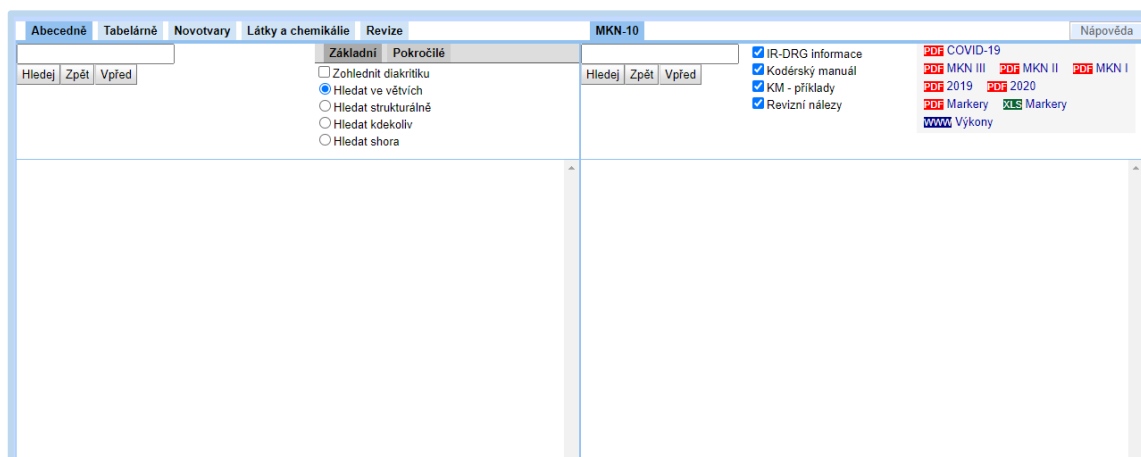 Abecedně Tabelárně Novotvary Látky a chemikálie Revize
Hledej Zpět Vpřed
Základní Pokročilé
Zohlednit diakritiku
Hledat ve větvích
Hledat strukturálně
Hledat kdekoliv
Hledat shora
MKN-10 Nápověda
Hledej Zpět Vpřed
IR-DRG informace
Kodérský manuál
KM - příklady
Revizní nálezy
PDF COVID-19
PDF MKN III PDF MKN II PDF MKN I
PDF 2019 PDF 2020
PDF Markery XLS Markery
WWW Výkony